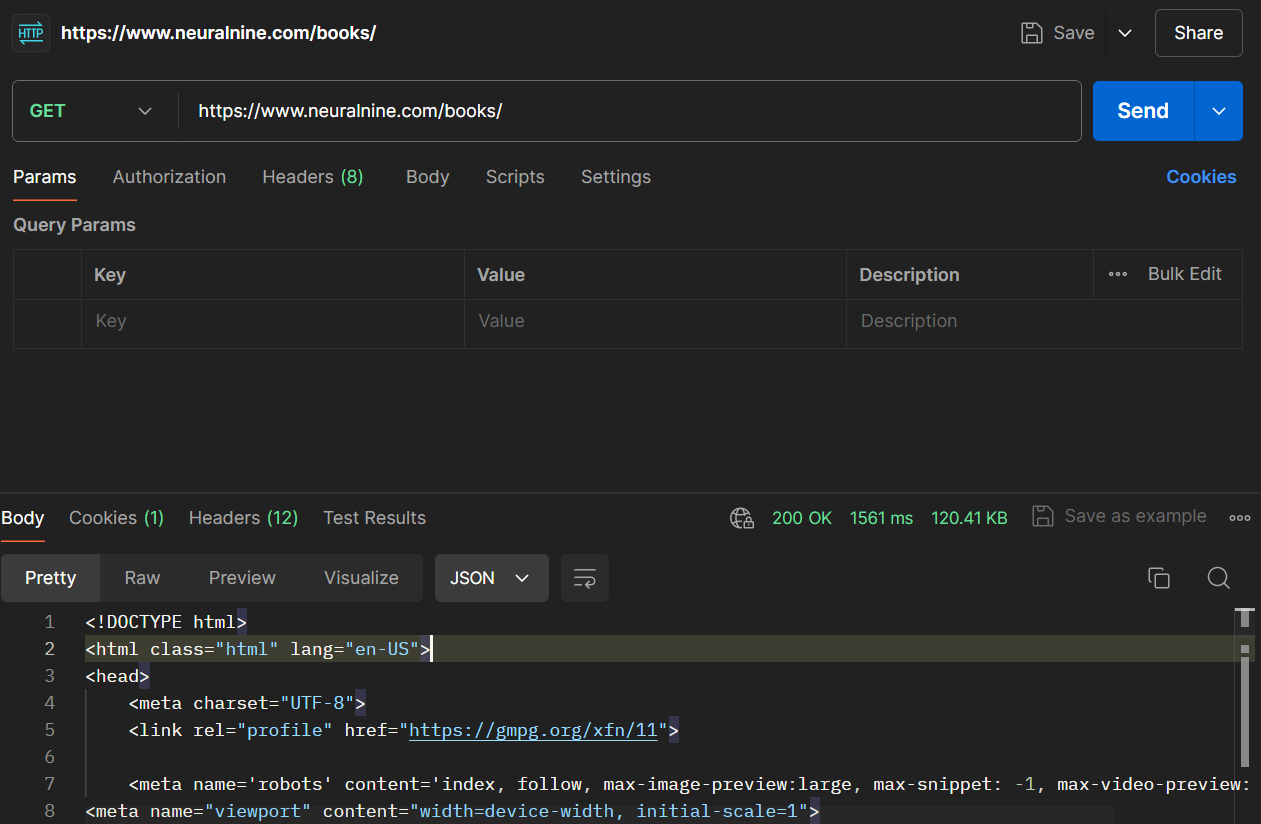 HTTP https://www.neuralnine.com/books/ Save Share
GET https://www.neuralnine.com/books/ Send
Params Authorization Headers (8) Body Scripts Settings Cookies
Query Params
Key Value Description Bulk Edit
Key Value Description
Body Cookies (1) Headers (12) Test Results 200 OK 1561 ms 120.41 KB Save as example
Pretty Raw Preview Visualize JSON
1 <!DOCTYPE html>
2 <html class="html" lang="en-US">
3 <head>
4 <meta charset="UTF-8">
5 <link rel="profile" href="https://gmpg.org/xfn/11">
6
7 <meta name='robots' content='index, follow, max-image-preview:large, max-snippet: -1, max-video-preview:
8 <meta name="viewport" content="width=device-width, initial-scale=1">